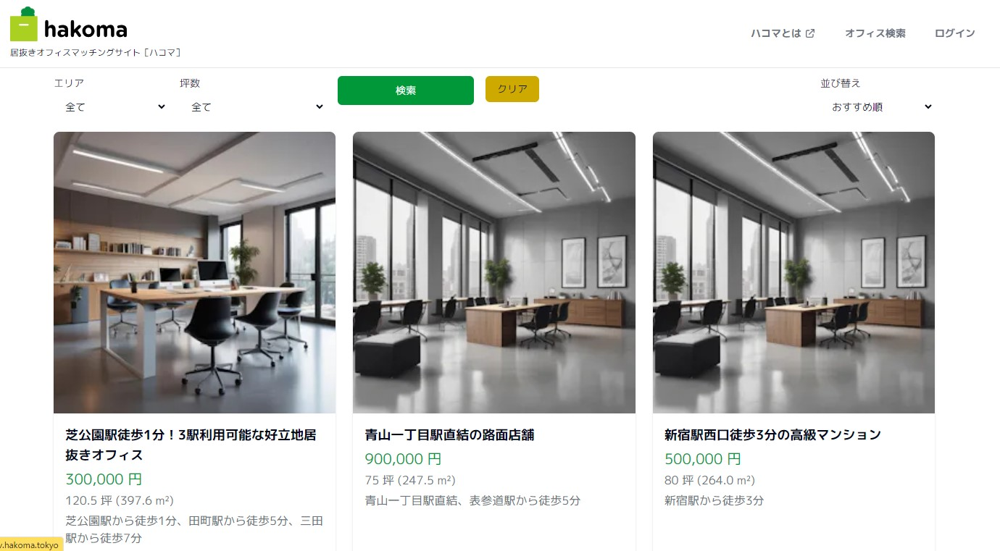 hakoma
居抜きオフィスマッチングサイト［ハコマ］
ハコマとは
オフィス検索
ログイン
エリア
坪数
検索
クリア
並び替え
全て
全て
おすすめ順
芝公園駅徒歩1分！3駅利用可能な好立地居
抜きオフィス
300,000 円
120.5 坪 (397.6 m²)
芝公園駅から徒歩1分、田町駅から徒歩5分、三田
駅から徒歩7分
青山一丁目駅直結の路面店舗
900,000 円
75 坪 (247.5 m²)
青山一丁目駅直結、表参道駅から徒歩5分
新宿駅西口徒歩3分の高級マンション
500,000 円
80 坪 (264.0 m²)
新宿駅から徒歩3分
.hakoma.tokyo